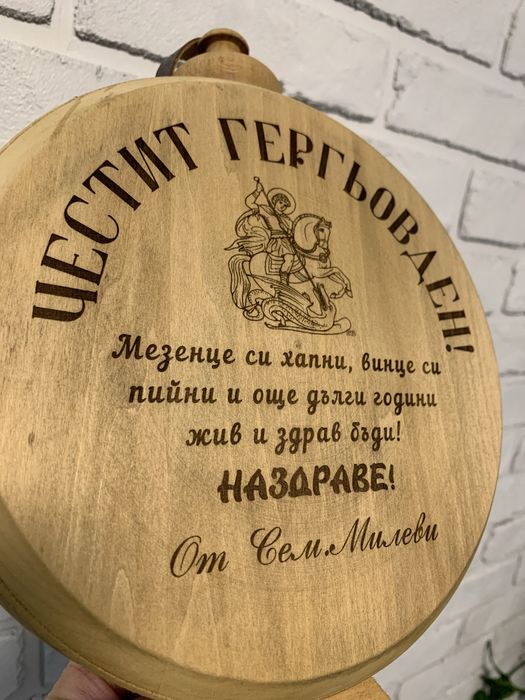 ЧЕСТИТ ГЕРГЬОВДЕН!
Мезенце си хапни, винце си
пийни и още дълги години
жив и здрав бъди!
НАЗДРАВЕ!
От Сем.Милеви